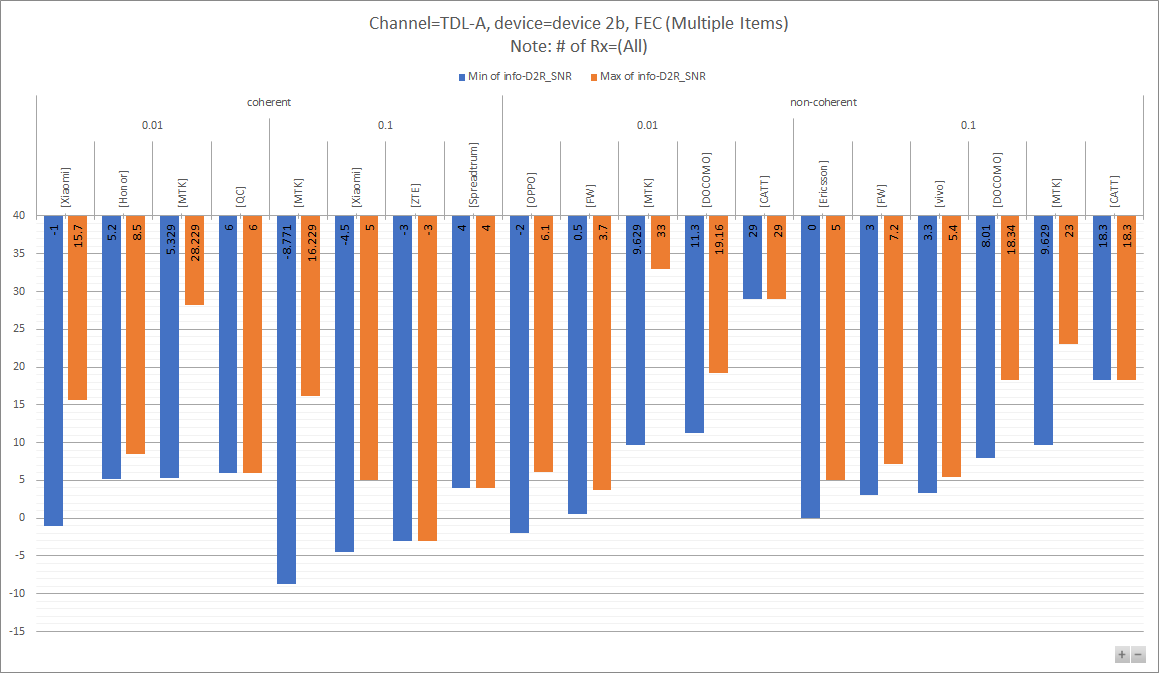 Channel=TDL-A, device=device 2b, FEC (Multiple Items)
Note: # of Rx=(All)
Min of info-D2R_SNR Max of info-D2R_SNR
coherent non-coherent
0.01 0.1 0.01 0.1
[Xiaomi] [Honor] [MTK] [QC] [MTK] [Xiaomi] [ZTE] [Spreadtrum] [OPPO] [FW] [MTK] [DOCOMO] [CATT] [Ericsson] [FW] [vivo] [DOCOMO] [MTK] [CATT]
40
-1 15.7 5.2 8.5 5.329 28.229 6 6 -8.771 16.229 -4.5 5 -3 -3 4 4 -2 6.1 0.5 3.7 9.629 33 11.3 19.16 29 29 0 5 3 7.2 3.3 5.4 8.01 18.34 9.629 23 18.3 18.3
35
30
25
20
15
10
5
0
-5
-10
-15
+ −